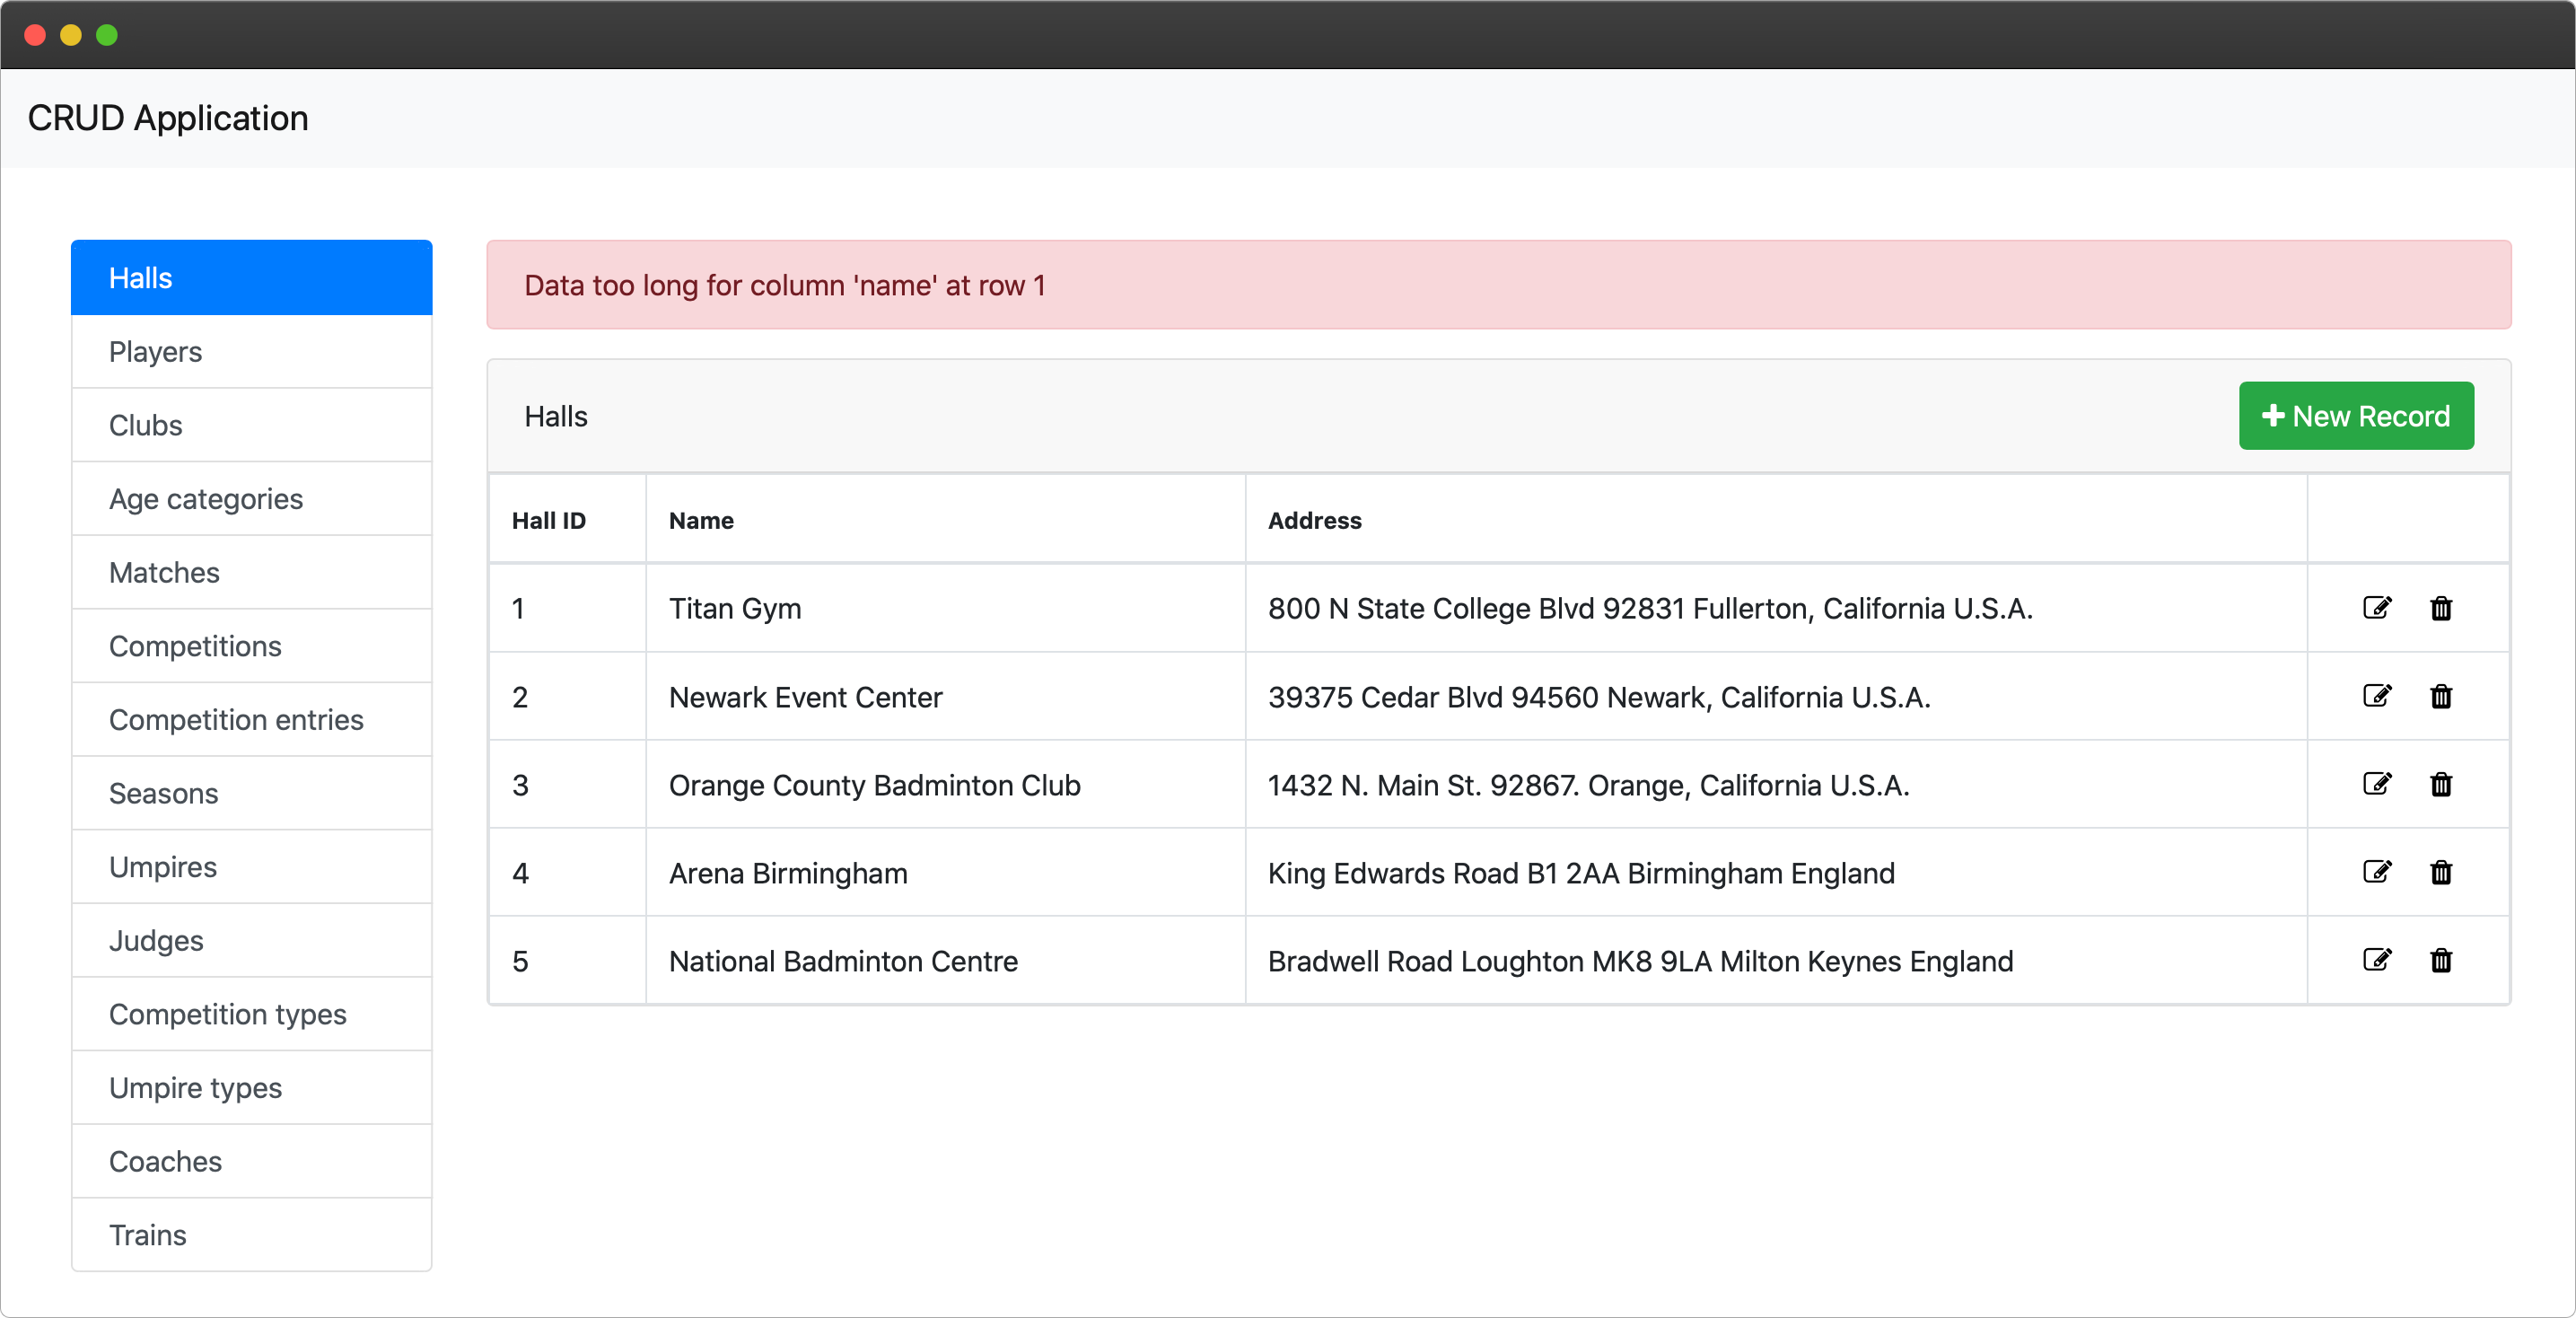 CRUD Application
Halls
Players
Clubs
Age categories
Matches
Competitions
Competition entries
Seasons
Umpires
Judges
Competition types
Umpire types
Coaches
Trains
Data too long for column 'name' at row 1
Halls
New Record
Hall ID Name Address
1 Titan Gym 800 N State College Blvd 92831 Fullerton, California U.S.A.
2 Newark Event Center 39375 Cedar Blvd 94560 Newark, California U.S.A.
3 Orange County Badminton Club 1432 N. Main St. 92867. Orange, California U.S.A.
4 Arena Birmingham King Edwards Road B1 2AA Birmingham England
5 National Badminton Centre Bradwell Road Loughton MK8 9LA Milton Keynes England